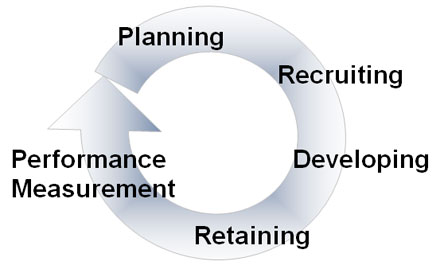 Planning
Recruiting
Developing
Retaining
Performance
Measurement